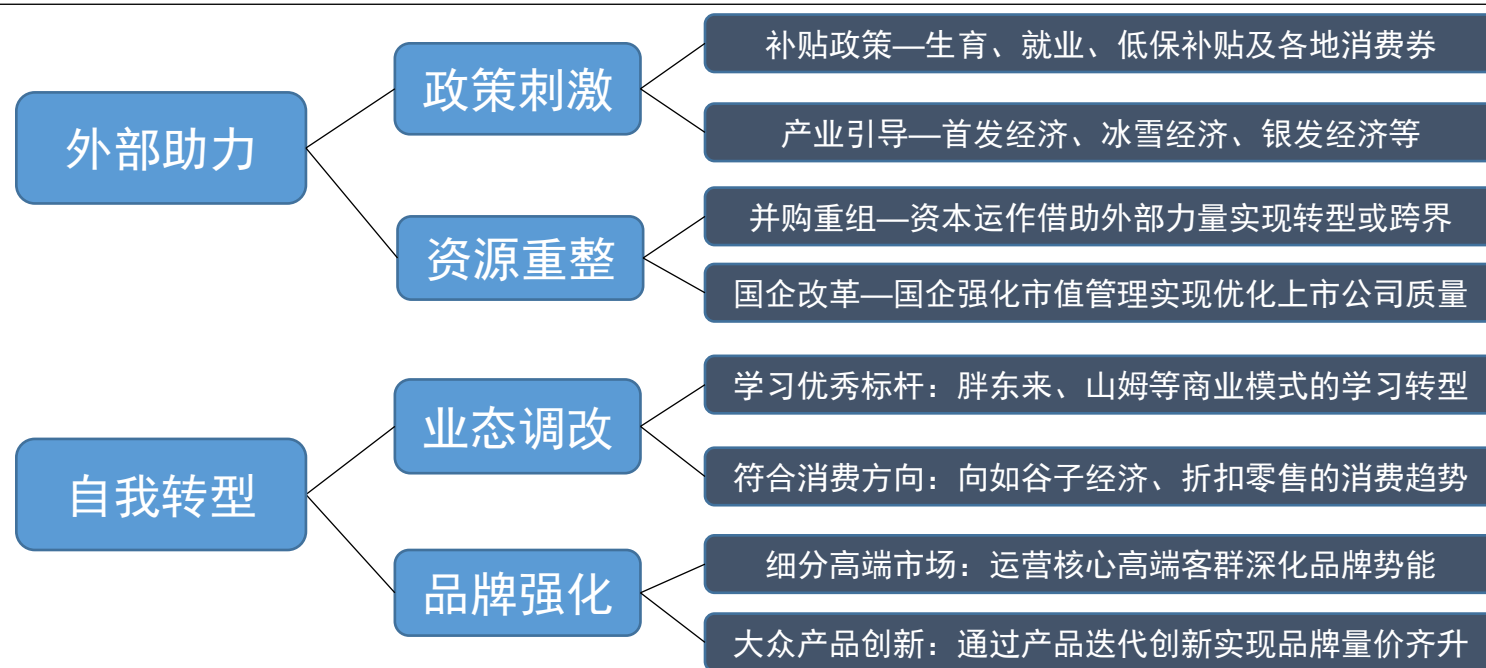 外部助力
政策刺激
补贴政策—生育、就业、低保补贴及各地消费券
产业引导—首发经济、冰雪经济、银发经济等
资源重整
并购重组—资本运作借助外部力量实现转型或跨界
国企改革—国企强化市值管理实现优化上市公司质量
自我转型
业态调改
学习优秀标杆：胖东来、山姆等商业模式的学习转型
符合消费方向：向如谷子经济、折扣零售的消费趋势
品牌强化
细分高端市场：运营核心高端客群深化品牌势能
大众产品创新：通过产品迭代创新实现品牌量价齐升